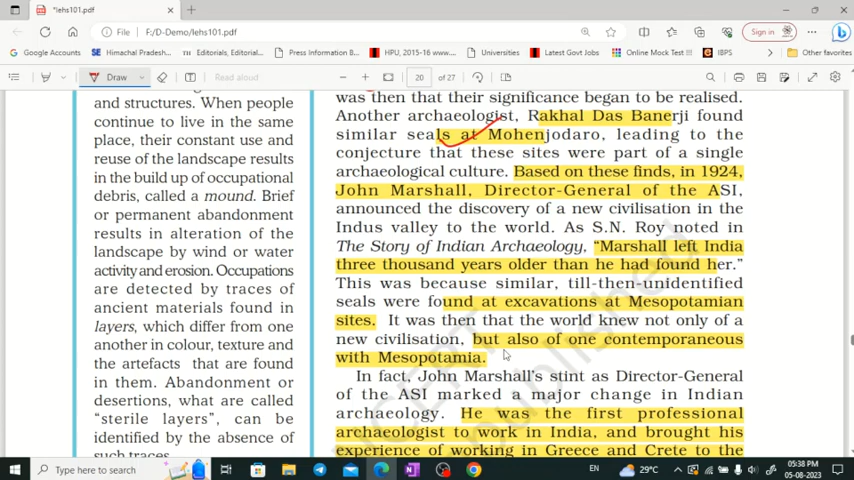 *lehs101.pdf
File
F:/D-Demo/lehs101.pdf
Sign in
Google Accounts
Himachal Pradesh...
Editorials, Editorial...
Press Information B...
HPU, 2015-16 www....
Universities
Latest Govt Jobs
Online Mock Test !!!...
IBPS
Other favorites
Draw
Read aloud
20
of 27
and structures. When people
continue to live in the same
place, their constant use and
reuse of the landscape results
in the build up of occupational
debris, called a mound. Brief
or permanent abandonment
results in alteration of the
landscape by wind or water
activity and erosion. Occupations
are detected by traces of
ancient materials found in
layers, which differ from one
another in colour, texture and
the artefacts that are found
in them. Abandonment or
desertions, what are called
“sterile layers”, can be
identified by the absence of
such traces.
was then that their significance began to be realised.
Another archaeologist, Rakhal Das Banerji found
similar seals at Mohenjodaro, leading to the
conjecture that these sites were part of a single
archaeological culture. Based on these finds, in 1924,
John Marshall, Director-General of the ASI,
announced the discovery of a new civilisation in the
Indus valley to the world. As S.N. Roy noted in
The Story of Indian Archaeology, “Marshall left India
three thousand years older than he had found her.”
This was because similar, till-then-unidentified
seals were found at excavations at Mesopotamian
sites. It was then that the world knew not only of a
new civilisation, but also of one contemporaneous
with Mesopotamia.
In fact, John Marshall’s stint as Director-General
of the ASI marked a major change in Indian
archaeology. He was the first professional
archaeologist to work in India, and brought his
experience of working in Greece and Crete to the
Type here to search
29°C
EN
05:38 PM
05-08-2023